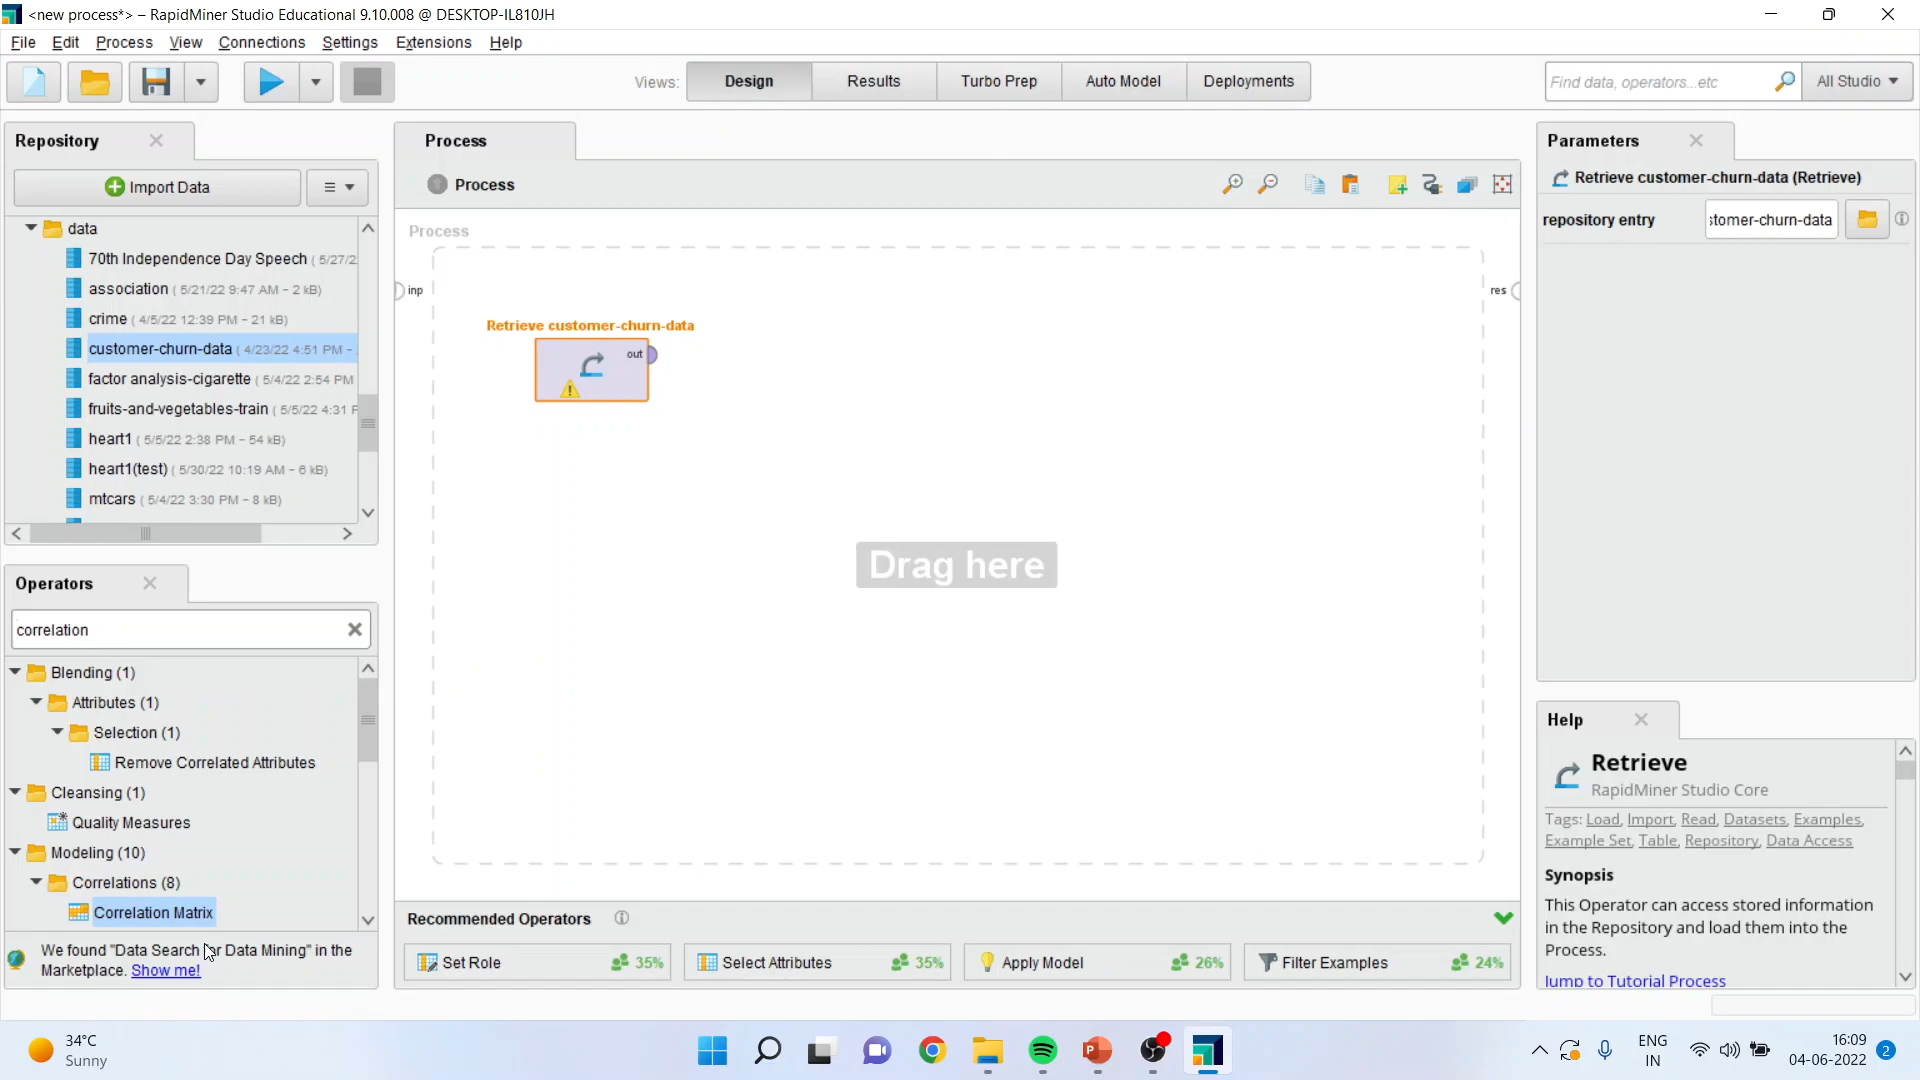 <new process*> – RapidMiner Studio Educational 9.10.008 @ DESKTOP-IL810JH
File Edit Process View Connections Settings Extensions Help
Views: Design Results Turbo Prep Auto Model Deployments
Find data, operators...etc
All Studio
Repository
Import Data
data
70th Independence Day Speech ( 5/27/2
association ( 5/21/22 9:47 AM – 2 kB)
crime ( 4/5/22 12:39 PM – 21 kB)
customer-churn-data ( 4/23/22 4:51 PM –
factor analysis-cigarette ( 5/4/22 2:54 PM
fruits-and-vegetables-train ( 5/5/22 4:31 F
heart1 ( 5/5/22 2:38 PM – 54 kB)
heart1(test) ( 5/30/22 10:19 AM – 6 kB)
mtcars ( 5/4/22 3:30 PM – 8 kB)
Operators
correlation
Blending (1)
Attributes (1)
Selection (1)
Remove Correlated Attributes
Cleansing (1)
Quality Measures
Modeling (10)
Correlations (8)
Correlation Matrix
We found "Data Search for Data Mining" in the
Marketplace. Show me!
Process
Process
Process
inp
res
Retrieve customer-churn-data
out
Drag here
Recommended Operators
Set Role 35%
Select Attributes 35%
Apply Model 26%
Filter Examples 24%
Parameters
Retrieve customer-churn-data (Retrieve)
repository entry
stomer-churn-data
Help
Retrieve
RapidMiner Studio Core
Tags: Load, Import, Read, Datasets, Examples,
Example Set, Table, Repository, Data Access
Synopsis
This Operator can access stored information
in the Repository and load them into the
Process.
Jump to Tutorial Process
34°C
Sunny
ENG
IN
16:09
04-06-2022
2